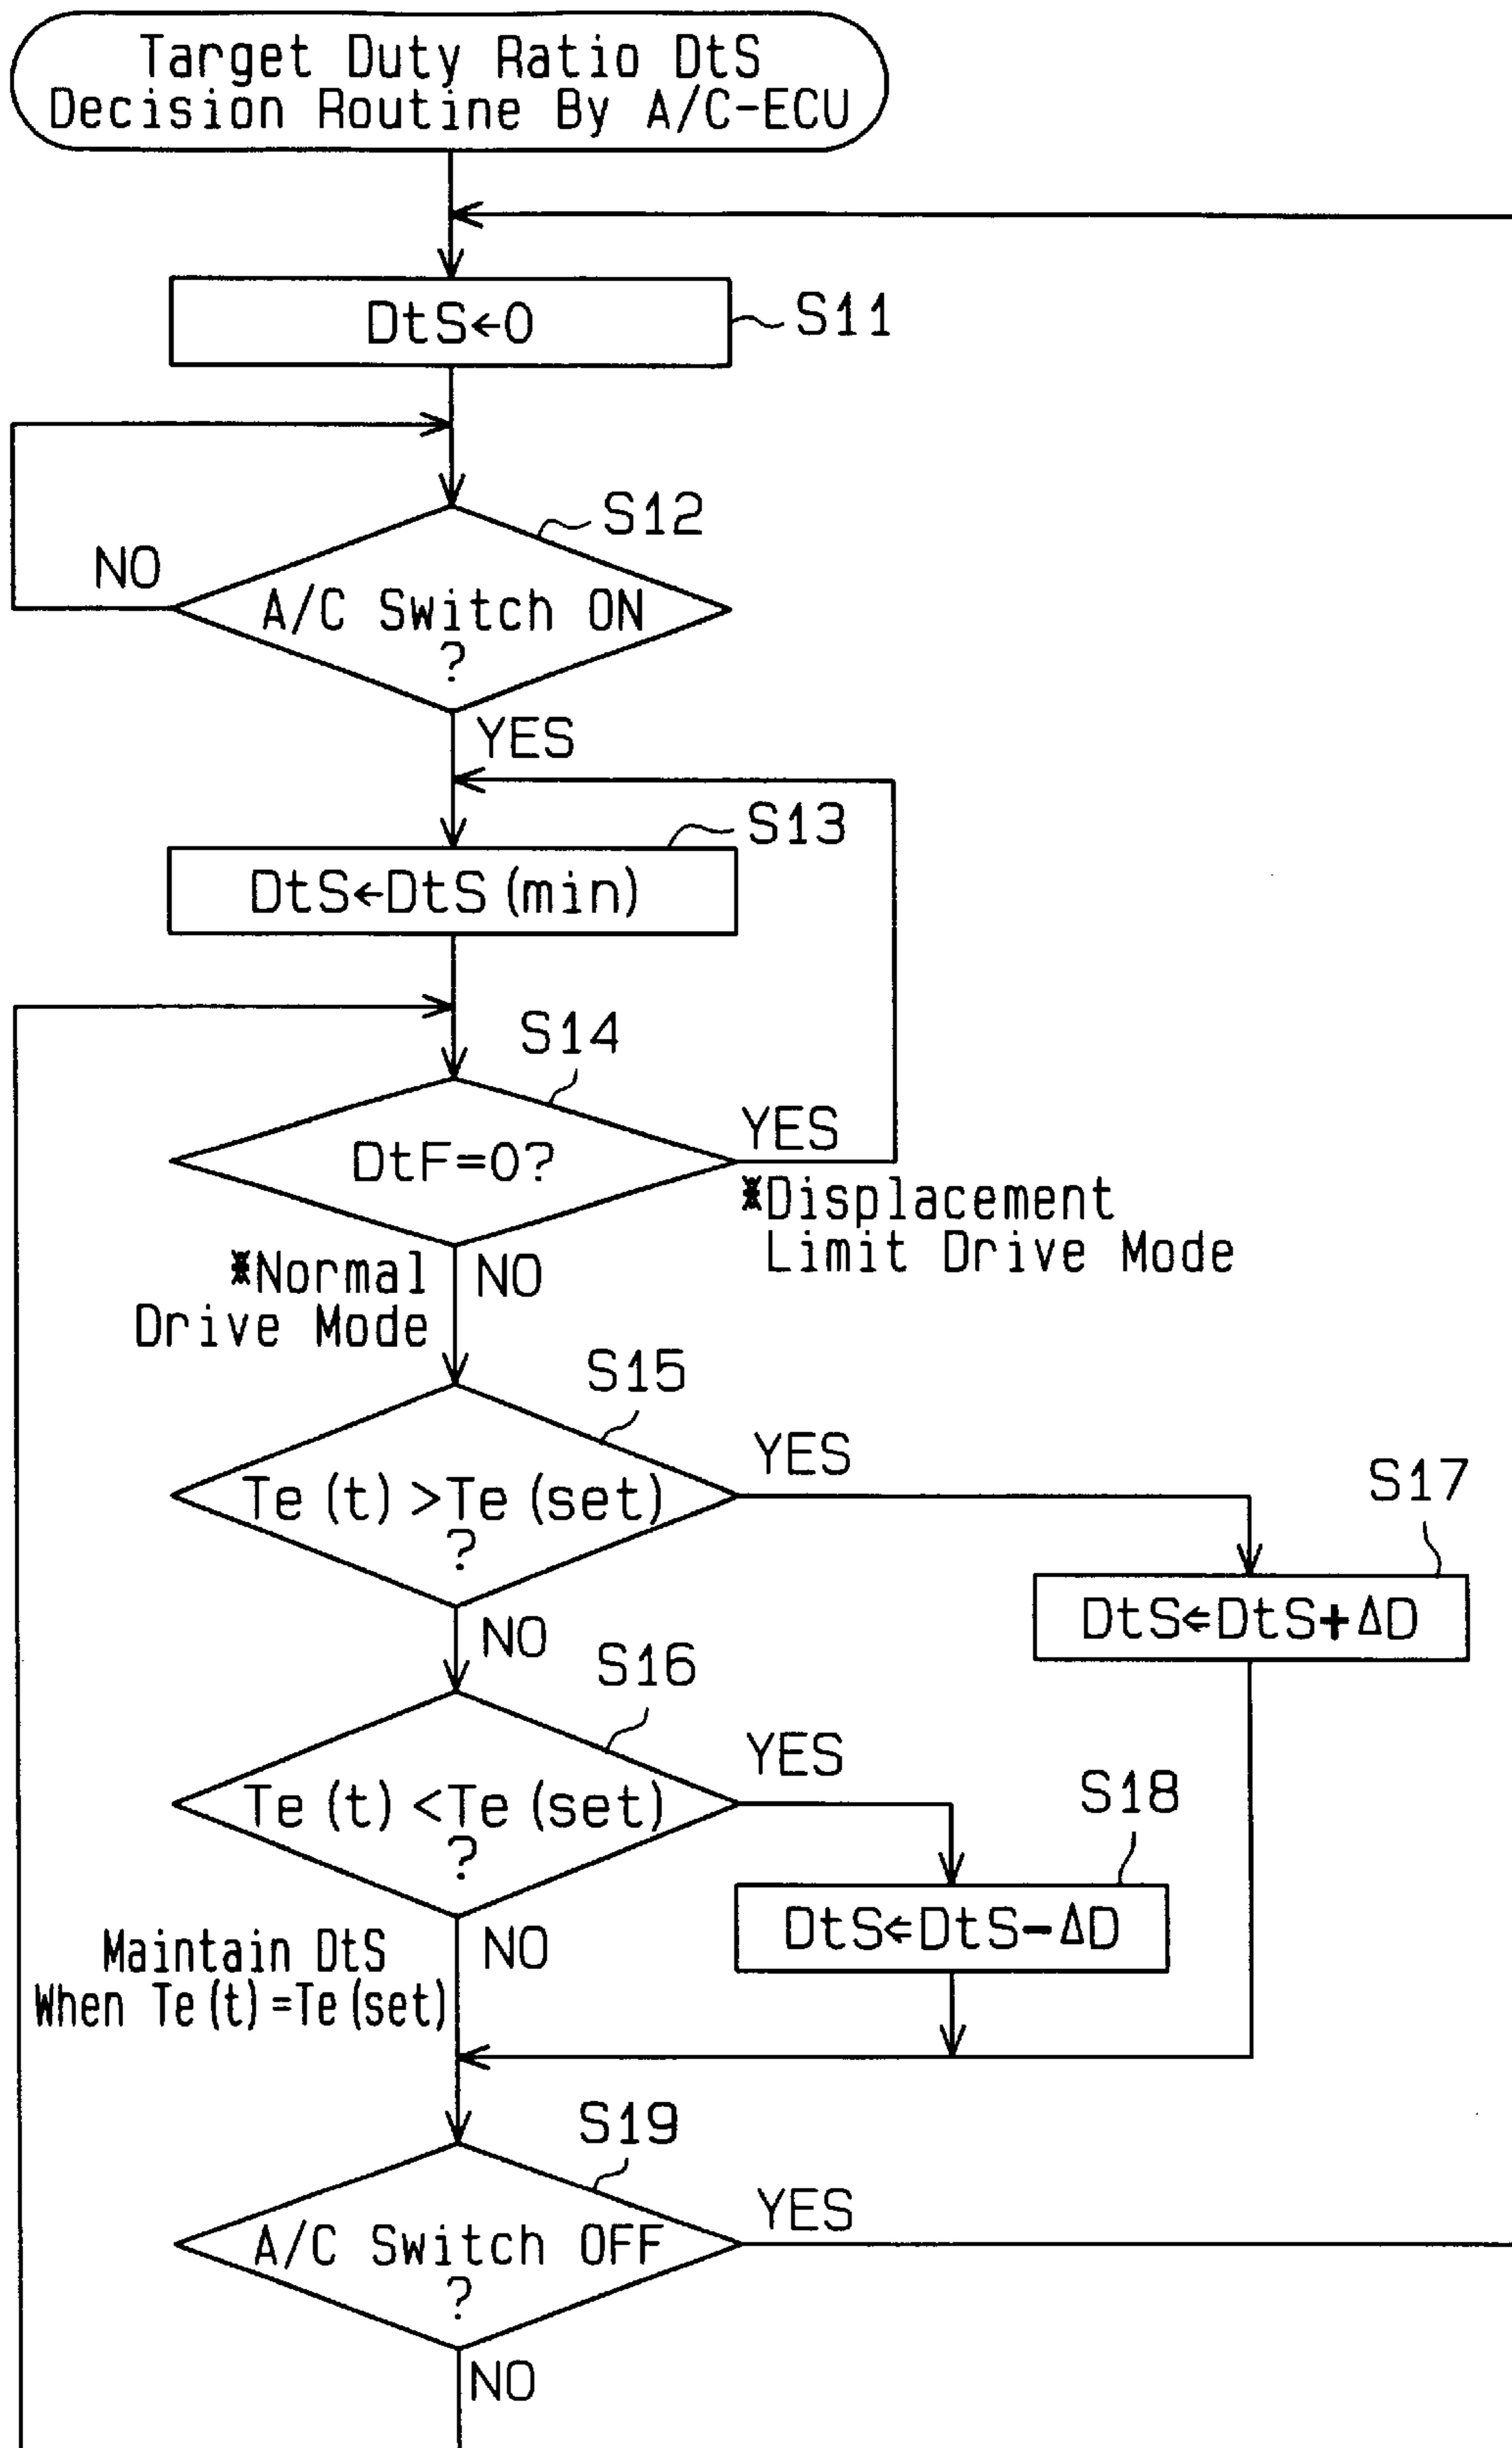 Target Duty Ratio DtS
Decision Routine By A/C-ECU
DtS←0
S11
S12
NO
A/C Switch ON
?
YES
S13
DtS←DtS(min)
S14
DtF=0?
YES
*Displacement
Limit Drive Mode
*Normal
Drive Mode
NO
S15
Te(t)>Te(set)
?
YES
S17
DtS⇐DtS+ΔD
NO
S16
Te(t)<Te(set)
?
YES
S18
DtS⇐DtS-ΔD
NO
Maintain DtS
When Te(t)=Te(set)
S19
A/C Switch OFF
?
YES
NO